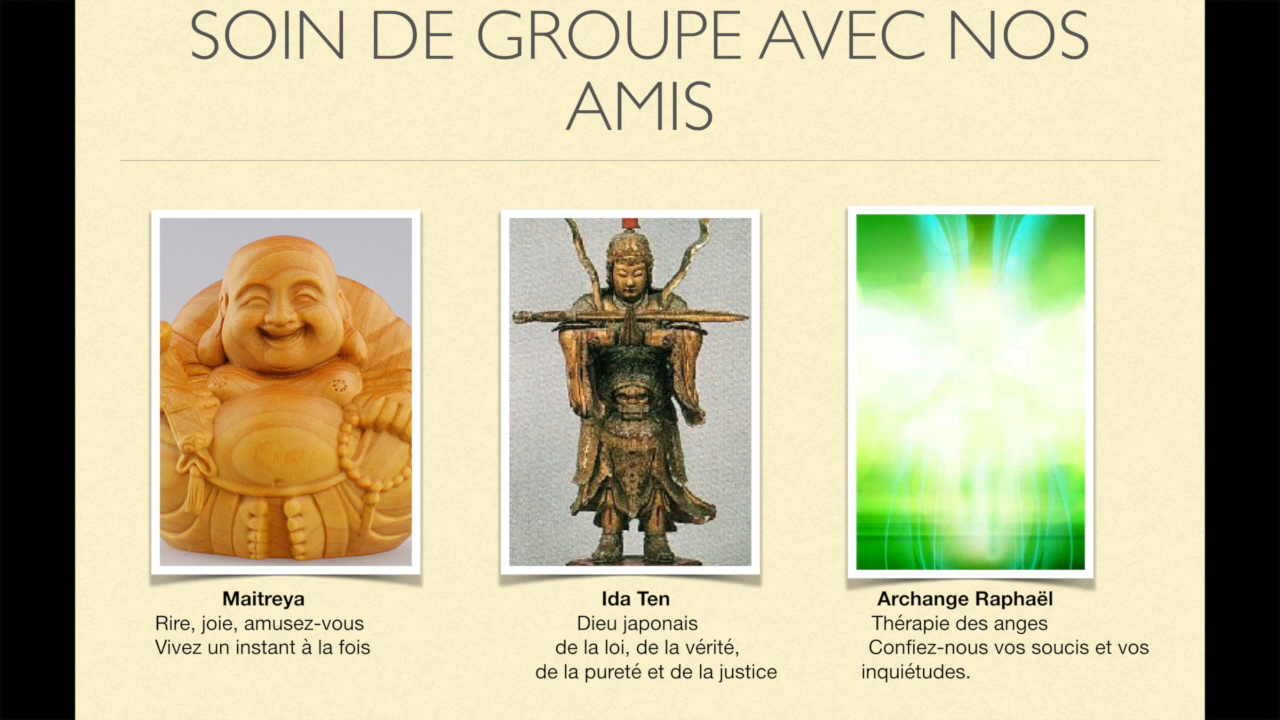 SOIN DE GROUPE AVEC NOS
AMIS
Maitreya
Rire, joie, amusez-vous
Vivez un instant à la fois
Ida Ten
Dieu japonais
de la loi, de la vérité,
de la pureté et de la justice
Archange Raphaël
Thérapie des anges
Confiez-nous vos soucis et vos
inquiétudes.